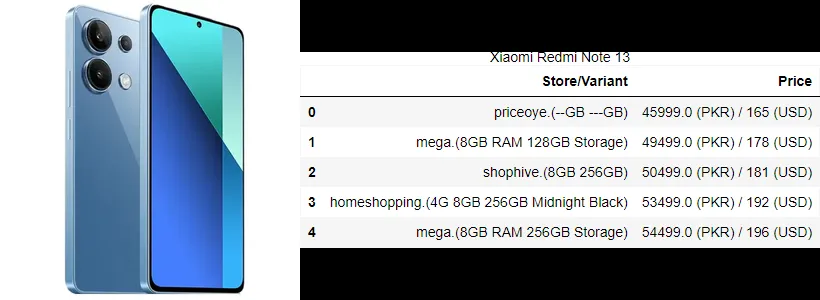 Xiaomi Redmi Note 13
Store/Variant Price
0 priceoye.(--GB ---GB) 45999.0 (PKR) / 165 (USD)
1 mega.(8GB RAM 128GB Storage) 49499.0 (PKR) / 178 (USD)
2 shophive.(8GB 256GB) 50499.0 (PKR) / 181 (USD)
3 homeshopping.(4G 8GB 256GB Midnight Black) 53499.0 (PKR) / 192 (USD)
4 mega.(8GB RAM 256GB Storage) 54499.0 (PKR) / 196 (USD)